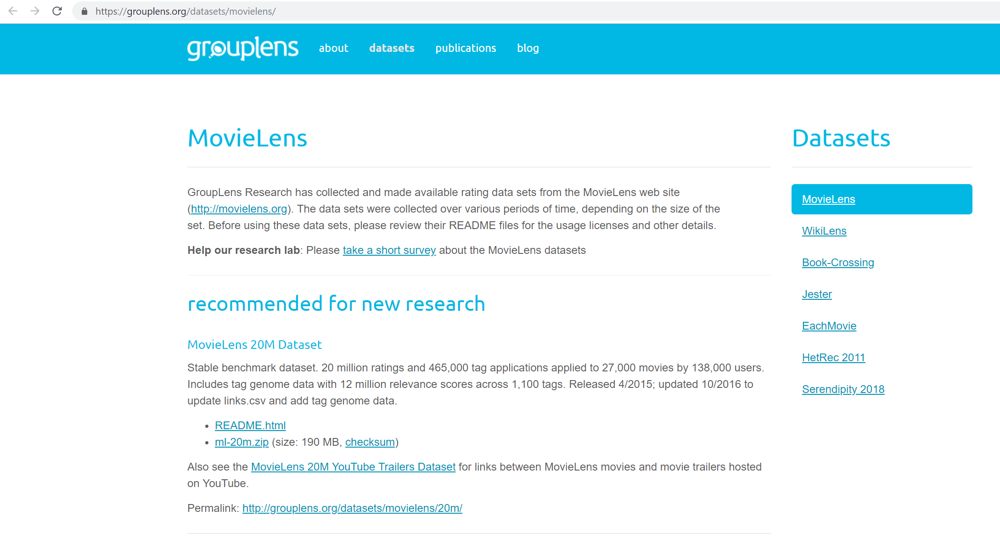 https://grouplens.org/datasets/movielens/
grouplens about datasets publications blog
MovieLens
GroupLens Research has collected and made available rating data sets from the MovieLens web site
(http://movielens.org). The data sets were collected over various periods of time, depending on the size of the
set. Before using these data sets, please review their README files for the usage licenses and other details.
Help our research lab: Please take a short survey about the MovieLens datasets
recommended for new research
MovieLens 20M Dataset
Stable benchmark dataset. 20 million ratings and 465,000 tag applications applied to 27,000 movies by 138,000 users.
Includes tag genome data with 12 million relevance scores across 1,100 tags. Released 4/2015; updated 10/2016 to
update links.csv and add tag genome data.
• README.html
• ml-20m.zip (size: 190 MB, checksum)
Also see the MovieLens 20M YouTube Trailers Dataset for links between MovieLens movies and movie trailers hosted
on YouTube.
Permalink: http://grouplens.org/datasets/movielens/20m/
Datasets
MovieLens
WikiLens
Book-Crossing
Jester
EachMovie
HetRec 2011
Serendipity 2018